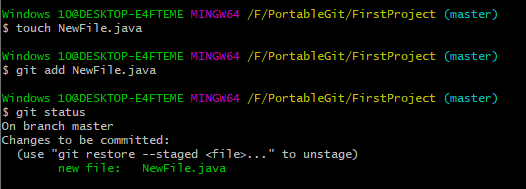 Windows 10@DESKTOP-E4FTEME MINGW64 /F/PortableGit/FirstProject (master)
$ touch NewFile.java
Windows 10@DESKTOP-E4FTEME MINGW64 /F/PortableGit/FirstProject (master)
$ git add NewFile.java
Windows 10@DESKTOP-E4FTEME MINGW64 /F/PortableGit/FirstProject (master)
$ git status
On branch master
Changes to be committed:
  (use "git restore --staged <file>..." to unstage)
        new file:   NewFile.java